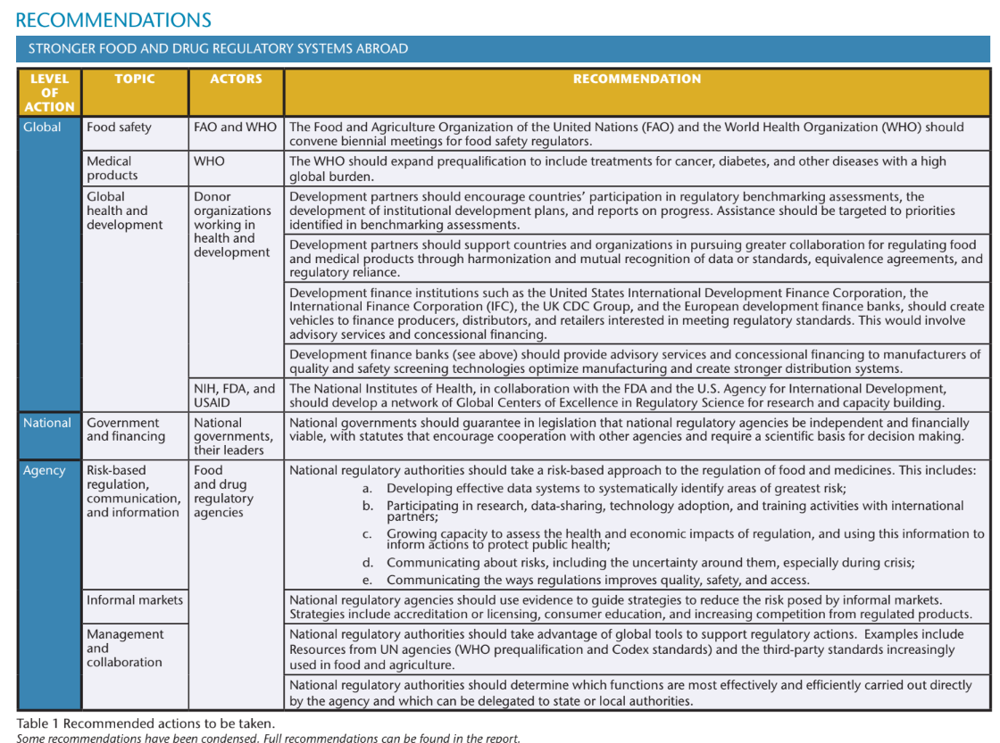 RECOMMENDATIONS
STRONGER FOOD AND DRUG REGULATORY SYSTEMS ABROAD
LEVEL
OF
ACTION
TOPIC
ACTORS
RECOMMENDATION
Global
Food safety
FAO and WHO
The Food and Agriculture Organization of the United Nations (FAO) and the World Health Organization (WHO) should
convene biennial meetings for food safety regulators.
Medical
products
WHO
The WHO should expand prequalification to include treatments for cancer, diabetes, and other diseases with a high
global burden.
Global
health and
development
Donor
organizations
working in
health and
development
Development partners should encourage countries' participation in regulatory benchmarking assessments, the
development of institutional development plans, and reports on progress. Assistance should be targeted to priorities
identified in benchmarking assessments.
Development partners should support countries and organizations in pursuing greater collaboration for regulating food
and medical products through harmonization and mutual recognition of data or standards, equivalence agreements, and
regulatory reliance.
Development finance institutions such as the United States International Development Finance Corporation, the
International Finance Corporation (IFC), the UK CDC Group, and the European development finance banks, should create
vehicles to finance producers, distributors, and retailers interested in meeting regulatory standards. This would involve
advisory services and concessional financing.
Development finance banks (see above) should provide advisory services and concessional financing to manufacturers of
quality and safety screening technologies optimize manufacturing and create stronger distribution systems.
NIH, FDA, and
USAID
The National Institutes of Health, in collaboration with the FDA and the U.S. Agency for International Development,
should develop a network of Global Centers of Excellence in Regulatory Science for research and capacity building.
National
Government
and financing
National
governments,
their leaders
National governments should guarantee in legislation that national regulatory agencies be independent and financially
viable, with statutes that encourage cooperation with other agencies and require a scientific basis for decision making.
Agency
Risk-based
regulation,
communication,
and information
Food
and drug
regulatory
agencies
National regulatory authorities should take a risk-based approach to the regulation of food and medicines. This includes:
a. Developing effective data systems to systematically identify areas of greatest risk;
b. Participating in research, data-sharing, technology adoption, and training activities with international
partners;
c. Growing capacity to assess the health and economic impacts of regulation, and using this information to
inform actions to protect public health;
d. Communicating about risks, including the uncertainty around them, especially during crisis;
e. Communicating the ways regulations improves quality, safety, and access.
Informal markets
National regulatory agencies should use evidence to guide strategies to reduce the risk posed by informal markets.
Strategies include accreditation or licensing, consumer education, and increasing competition from regulated products.
Management
and
collaboration
National regulatory authorities should take advantage of global tools to support regulatory actions. Examples include
Resources from UN agencies (WHO prequalification and Codex standards) and the third-party standards increasingly
used in food and agriculture.
National regulatory authorities should determine which functions are most effectively and efficiently carried out directly
by the agency and which can be delegated to state or local authorities.
Table 1 Recommended actions to be taken.
Some recommendations have been condensed. Full recommendations can be found in the report.